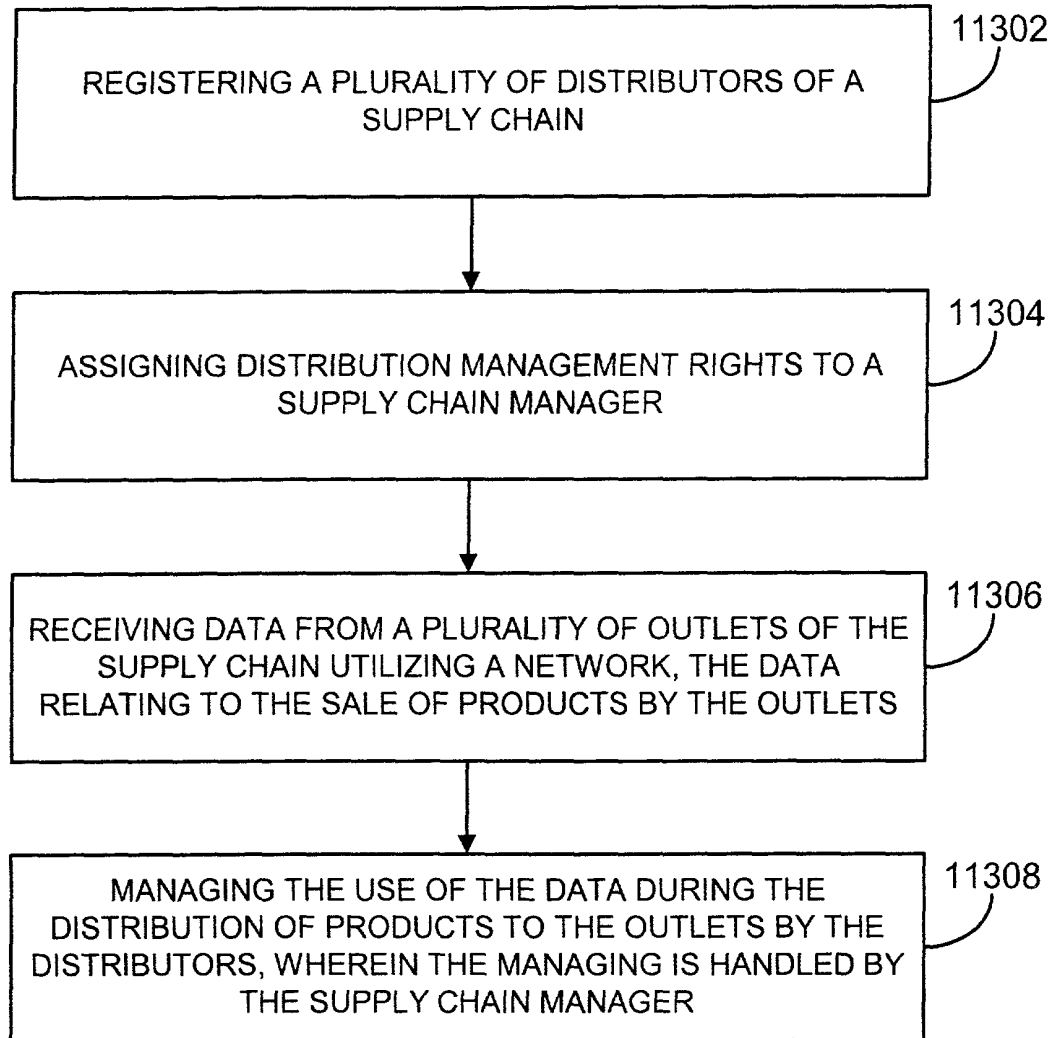 11302
REGISTERING A PLURALITY OF DISTRIBUTORS OF A
SUPPLY CHAIN
11304
ASSIGNING DISTRIBUTION MANAGEMENT RIGHTS TO A
SUPPLY CHAIN MANAGER
11306
RECEIVING DATA FROM A PLURALITY OF OUTLETS OF THE
SUPPLY CHAIN UTILIZING A NETWORK, THE DATA
RELATING TO THE SALE OF PRODUCTS BY THE OUTLETS
11308
MANAGING THE USE OF THE DATA DURING THE
DISTRIBUTION OF PRODUCTS TO THE OUTLETS BY THE
DISTRIBUTORS, WHEREIN THE MANAGING IS HANDLED BY
THE SUPPLY CHAIN MANAGER